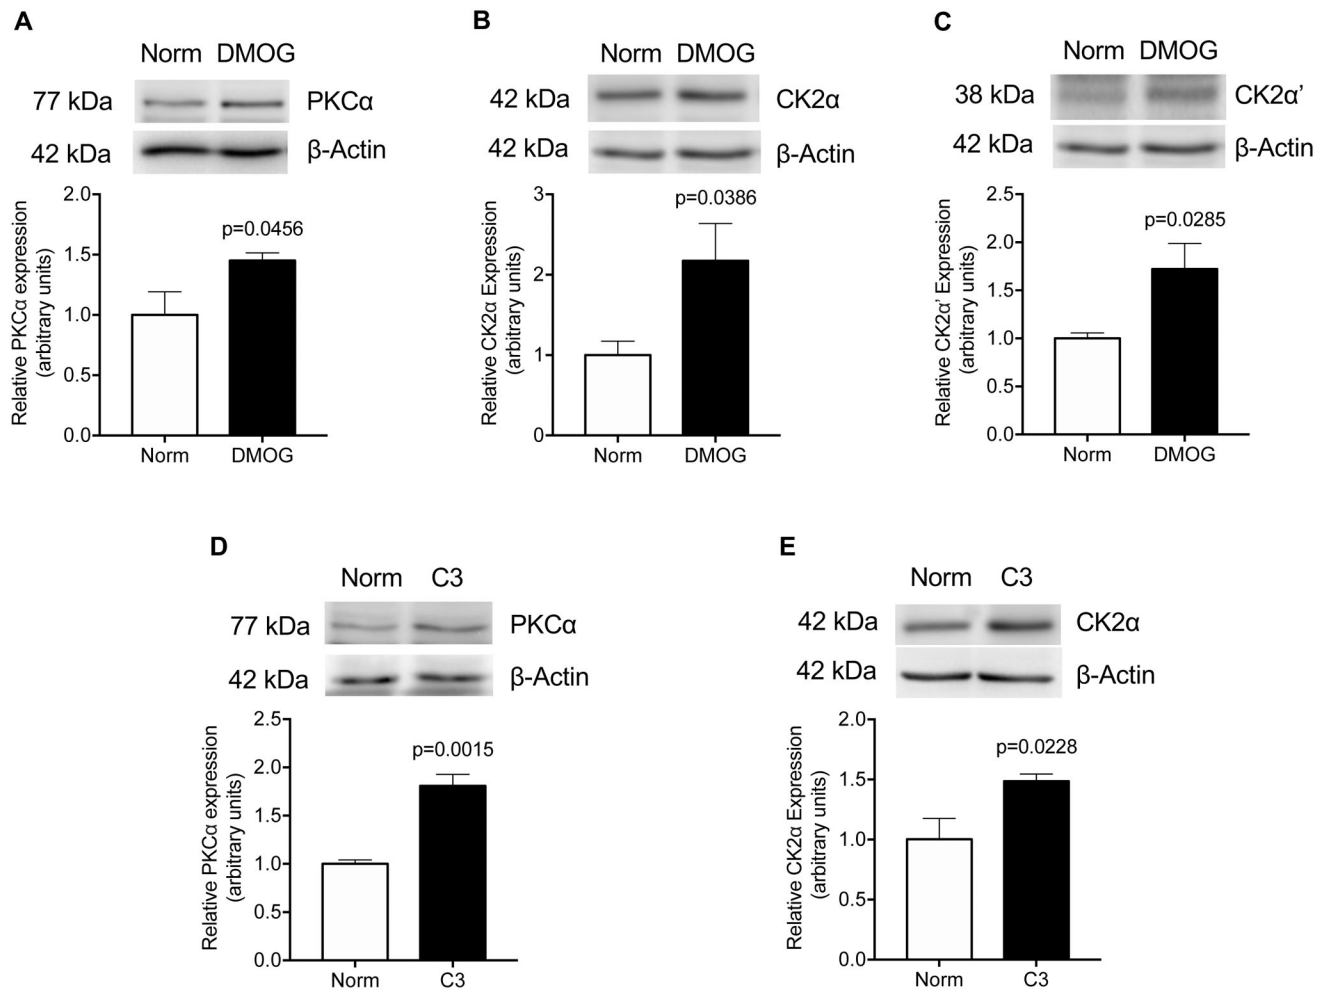 A
Norm DMOG
77 kDa PKCα
42 kDa β-Actin
Relative PKCα expression
(arbitrary units)
2.0
1.5
1.0
0.5
0.0
p=0.0456
Norm DMOG
B
Norm DMOG
42 kDa CK2α
42 kDa β-Actin
Relative CK2α Expression
(arbitrary units)
3
2
1
0
p=0.0386
Norm DMOG
C
Norm DMOG
38 kDa CK2α’
42 kDa β-Actin
Relative CK2α’ Expression
(arbitrary units)
2.5
2.0
1.5
1.0
0.5
0.0
p=0.0285
Norm DMOG
D
Norm C3
77 kDa PKCα
42 kDa β-Actin
Relative PKCα expression
(arbitrary units)
2.5
2.0
1.5
1.0
0.5
0.0
p=0.0015
Norm C3
E
Norm C3
42 kDa CK2α
42 kDa β-Actin
Relative CK2α Expression
(arbitrary units)
2.0
1.5
1.0
0.5
0.0
p=0.0228
Norm C3